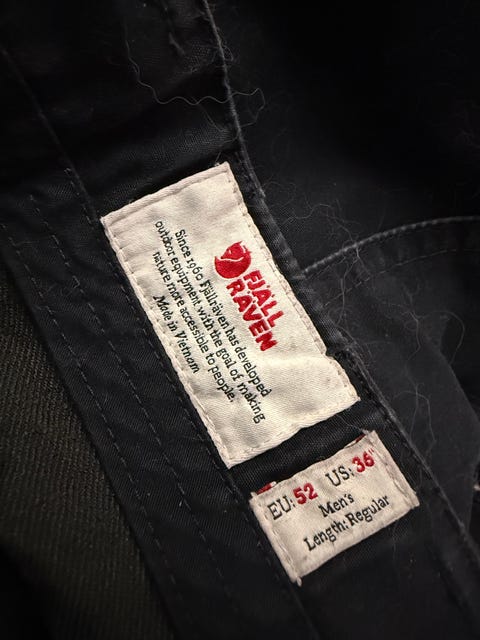 FJÄLL
RÄVEN
Since 1960 Fjällräven has developed
outdoor equipment with the goal of making
nature more accessible to people.
Made in Vietnam
EU: 52 US: 36"
Men's
Length: Regular